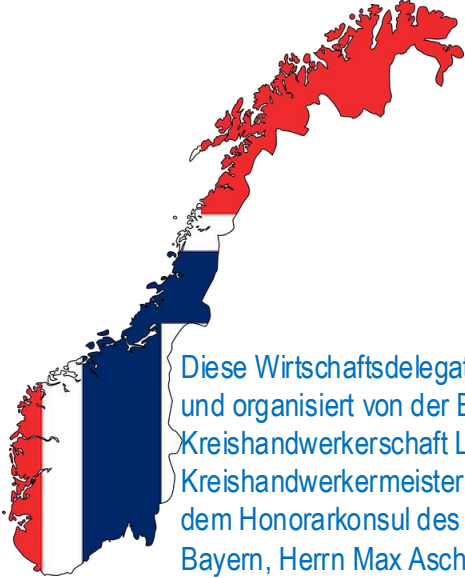 Diese Wirtschaftsdelegat
und organisiert von der
Kreishandwerkerschaft
Kreishandwerkermeister
dem Honorarkonsul des
Bayern, Herrn Max Asch